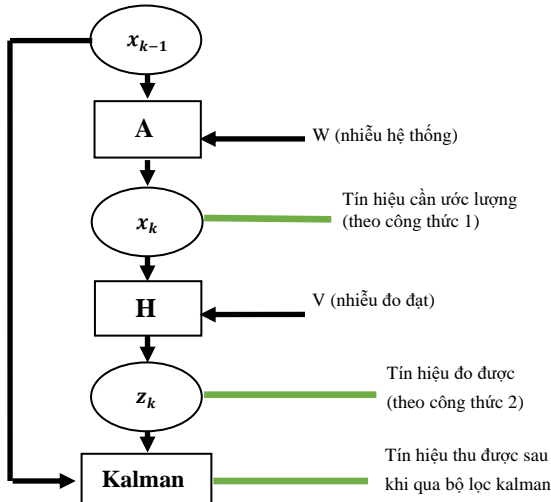 x_{k-1}
A
W (nhiễu hệ thống)
Tín hiệu cần ước lượng
(theo công thức 1)
x_k
H
V (nhiễu đo đạt)
z_k
Tín hiệu đo được
(theo công thức 2)
Kalman
Tín hiệu thu được sau
khi qua bộ lọc kalman